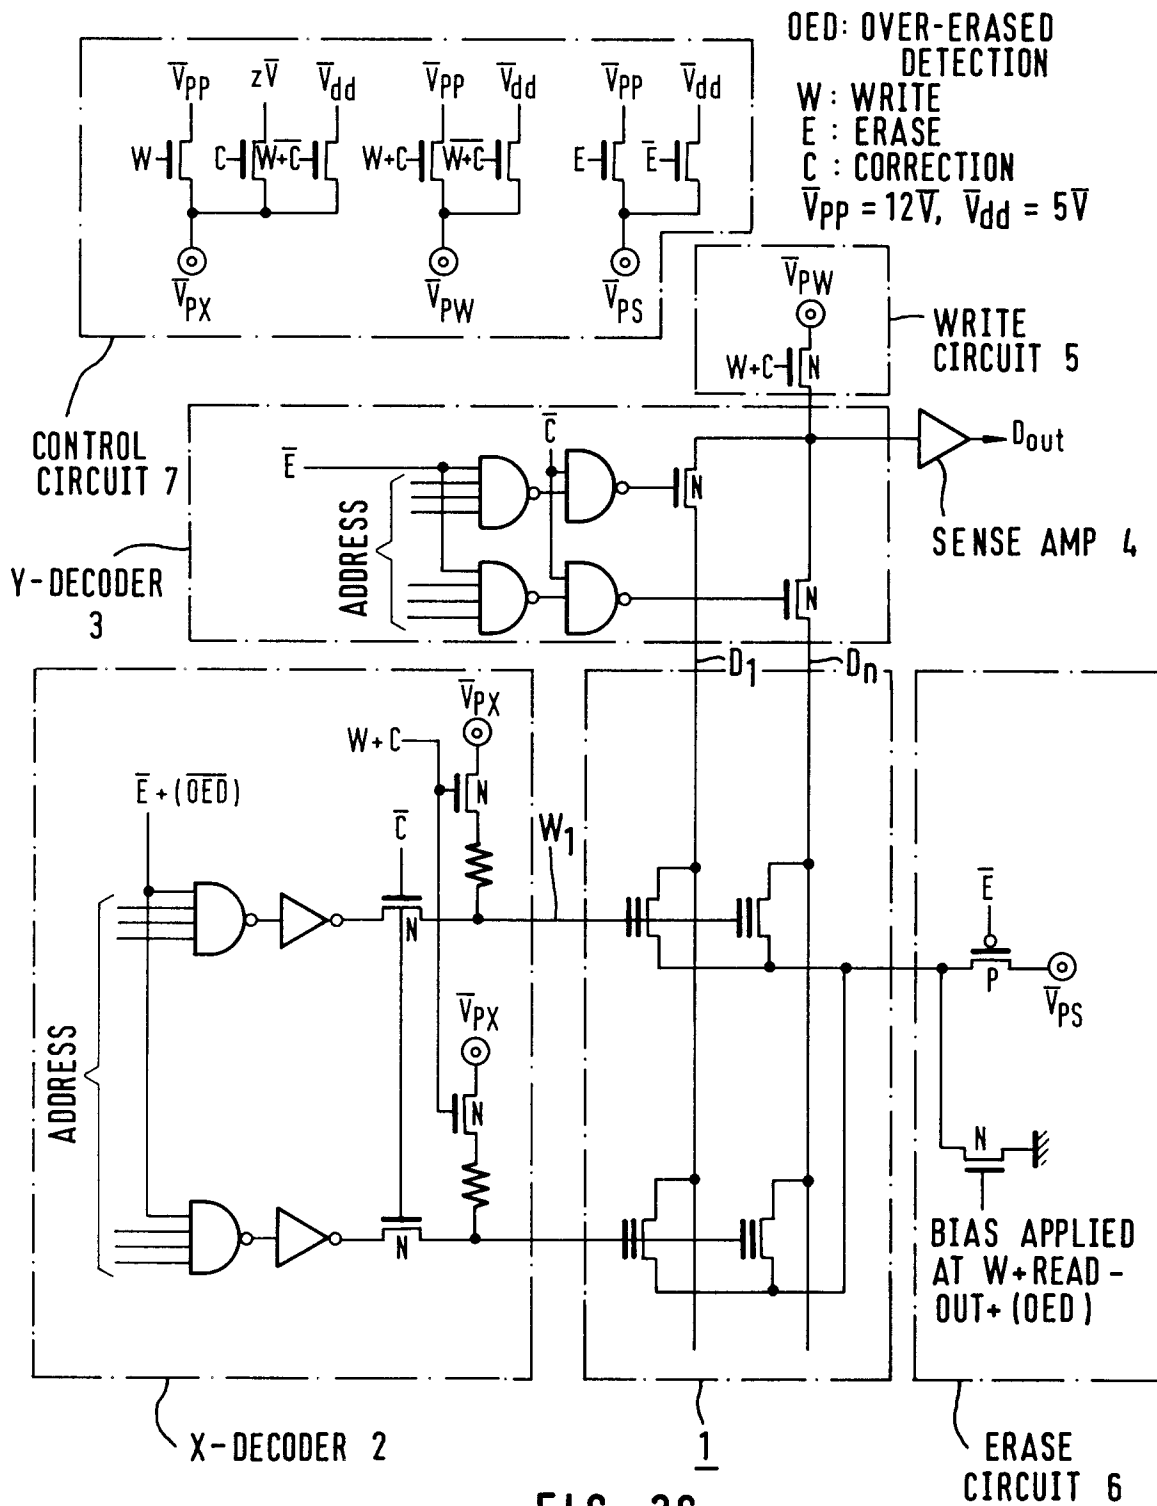 OED: OVER-ERASED
DETECTION
W: WRITE
E: ERASE
C: CORRECTION
V̅PP = 12V̅, V̅dd = 5V̅
V̅PP zV̅ V̅dd V̅PP V̅dd V̅PP V̅dd
W C W̅+̅C̅ W+C W̅+̅C̅ E E̅
V̅PX V̅PW V̅PS
CONTROL
CIRCUIT 7
V̅PW
W+C N
WRITE
CIRCUIT 5
E̅ C̅
ADDRESS
N
N
Dout
SENSE AMP 4
Y-DECODER
3
D1 Dn
E̅+(O̅E̅D̅)
C̅
W+C
V̅PX
N
W1
N
ADDRESS
V̅PX
N
N
E̅
P
V̅PS
N
BIAS APPLIED
AT W+READ-
OUT+(OED)
X-DECODER 2
1
ERASE
CIRCUIT 6